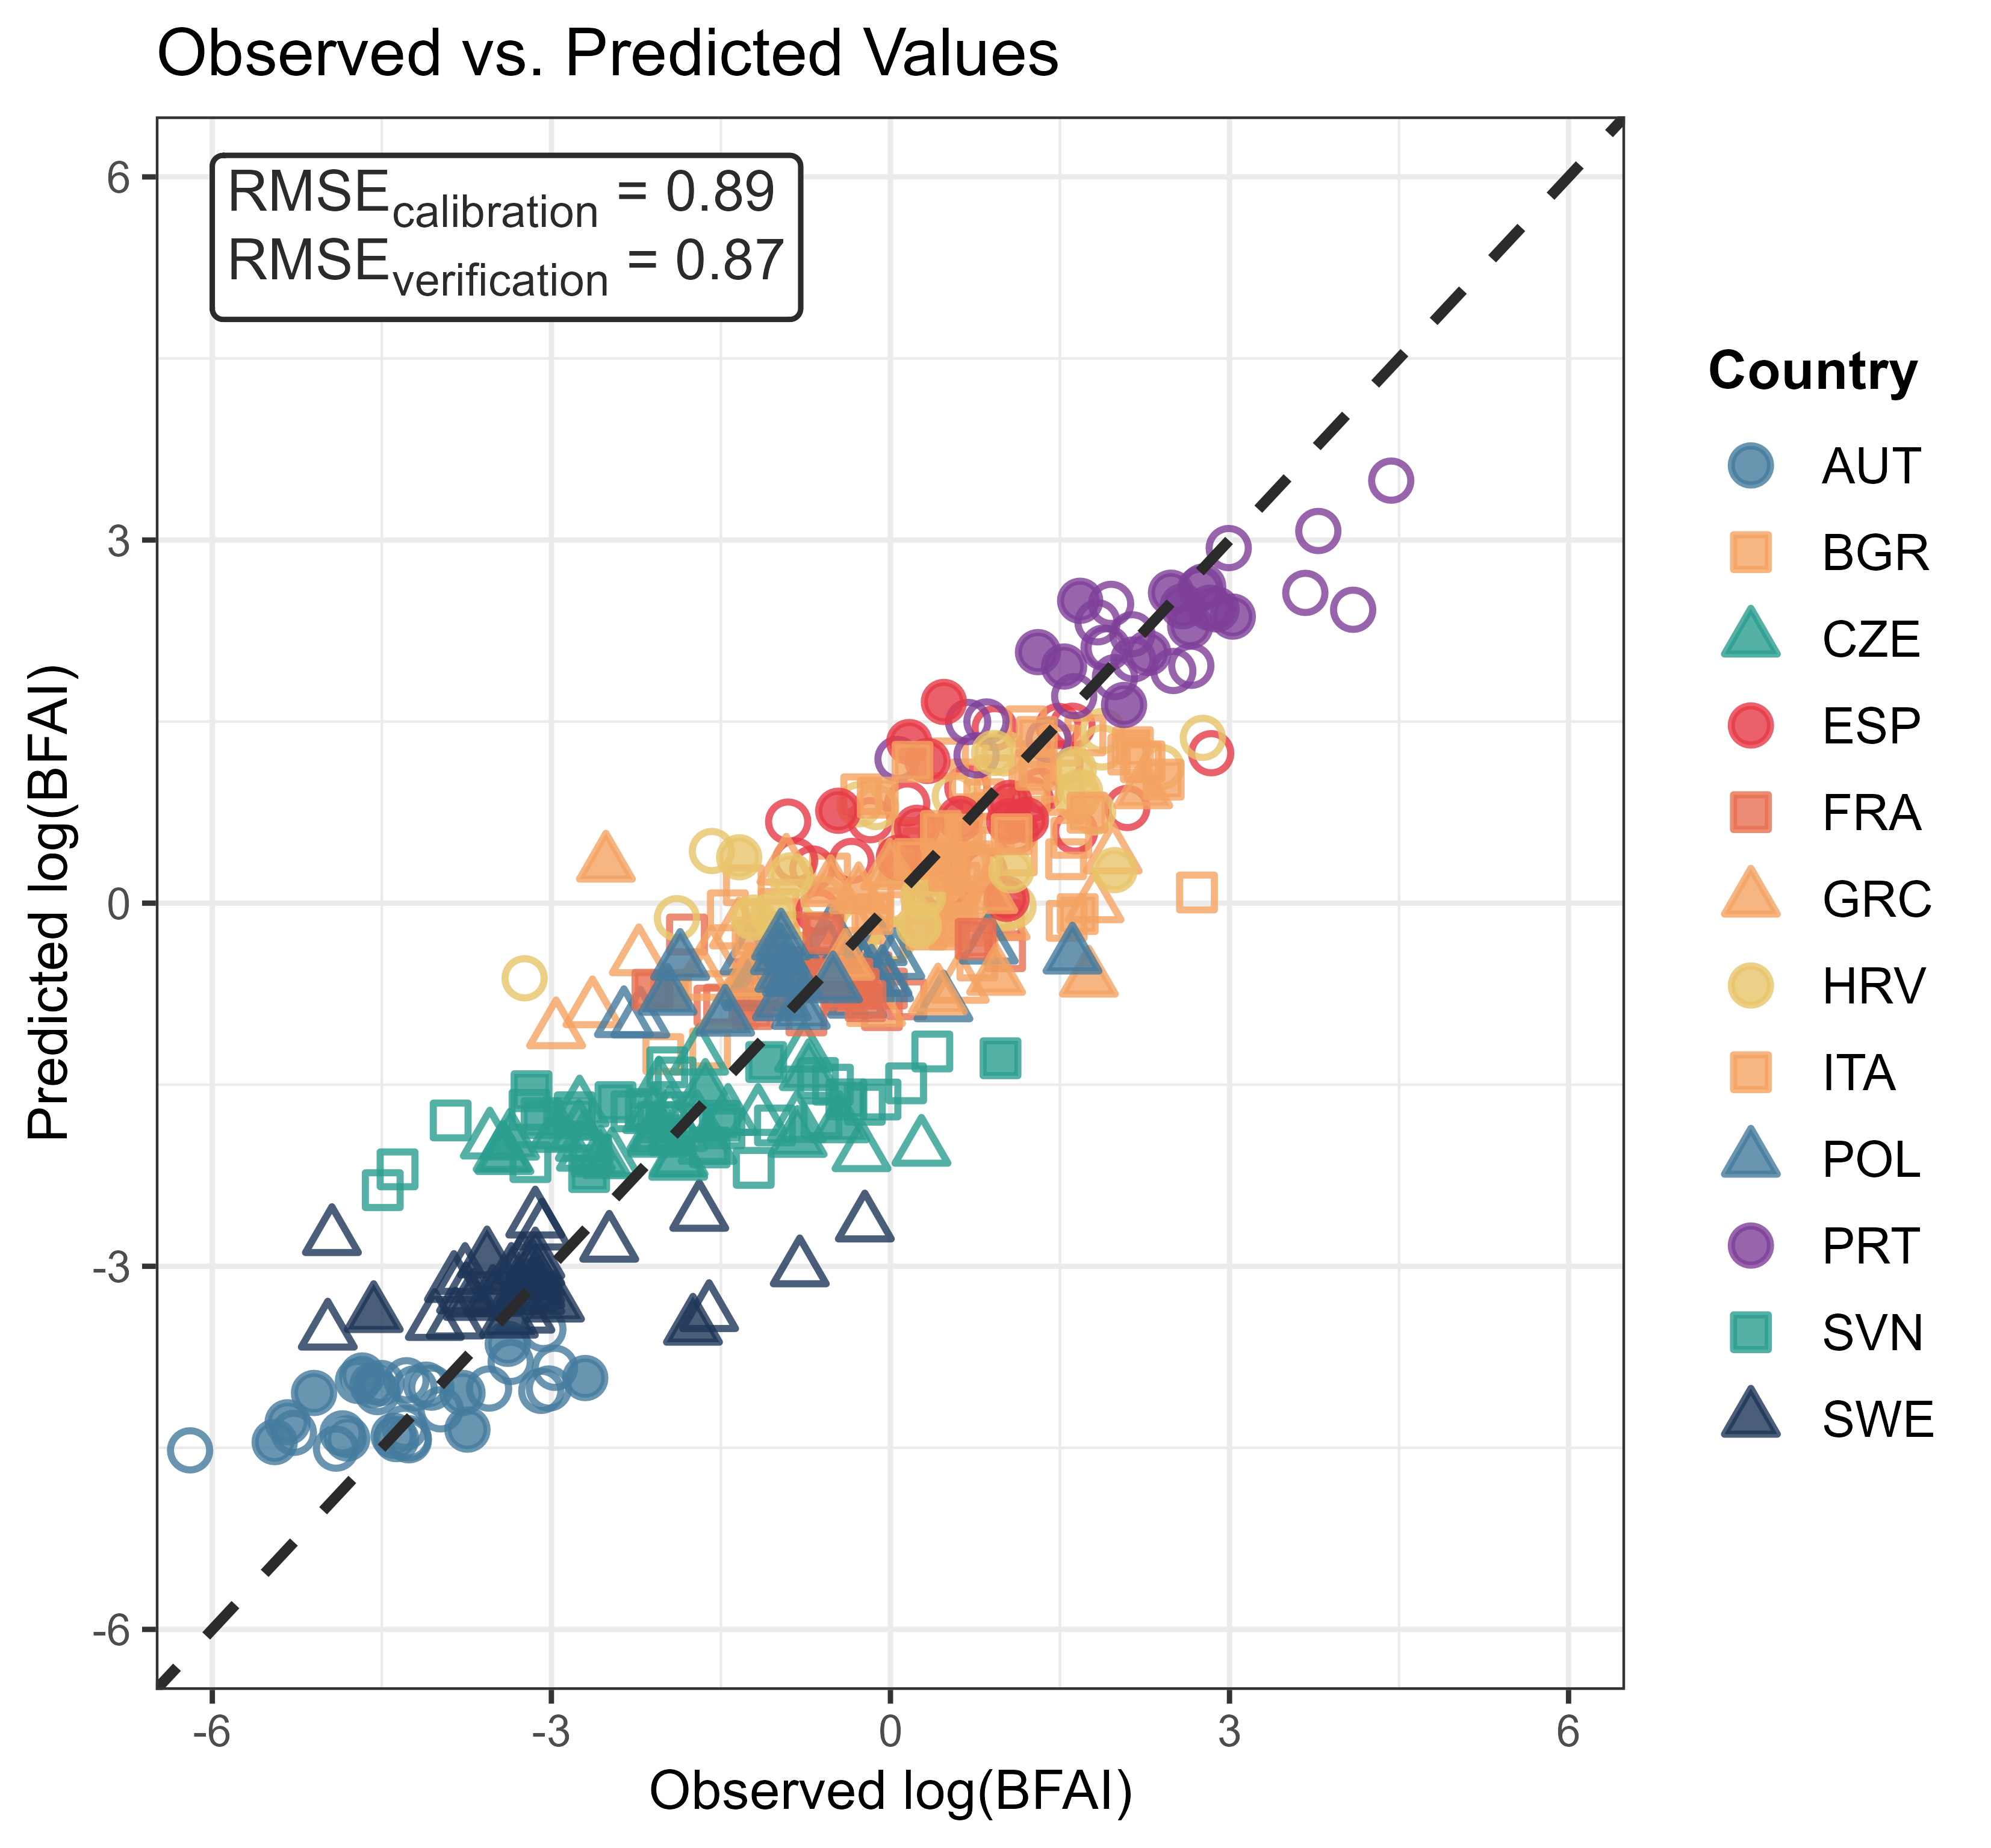 Observed vs. Predicted Values
RMSEcalibration = 0.89
RMSEverification = 0.87
Predicted log(BFAI)
6
3
0
-3
-6
-6
-3
0
3
6
Observed log(BFAI)
Country
AUT
BGR
CZE
ESP
FRA
GRC
HRV
ITA
POL
PRT
SVN
SWE